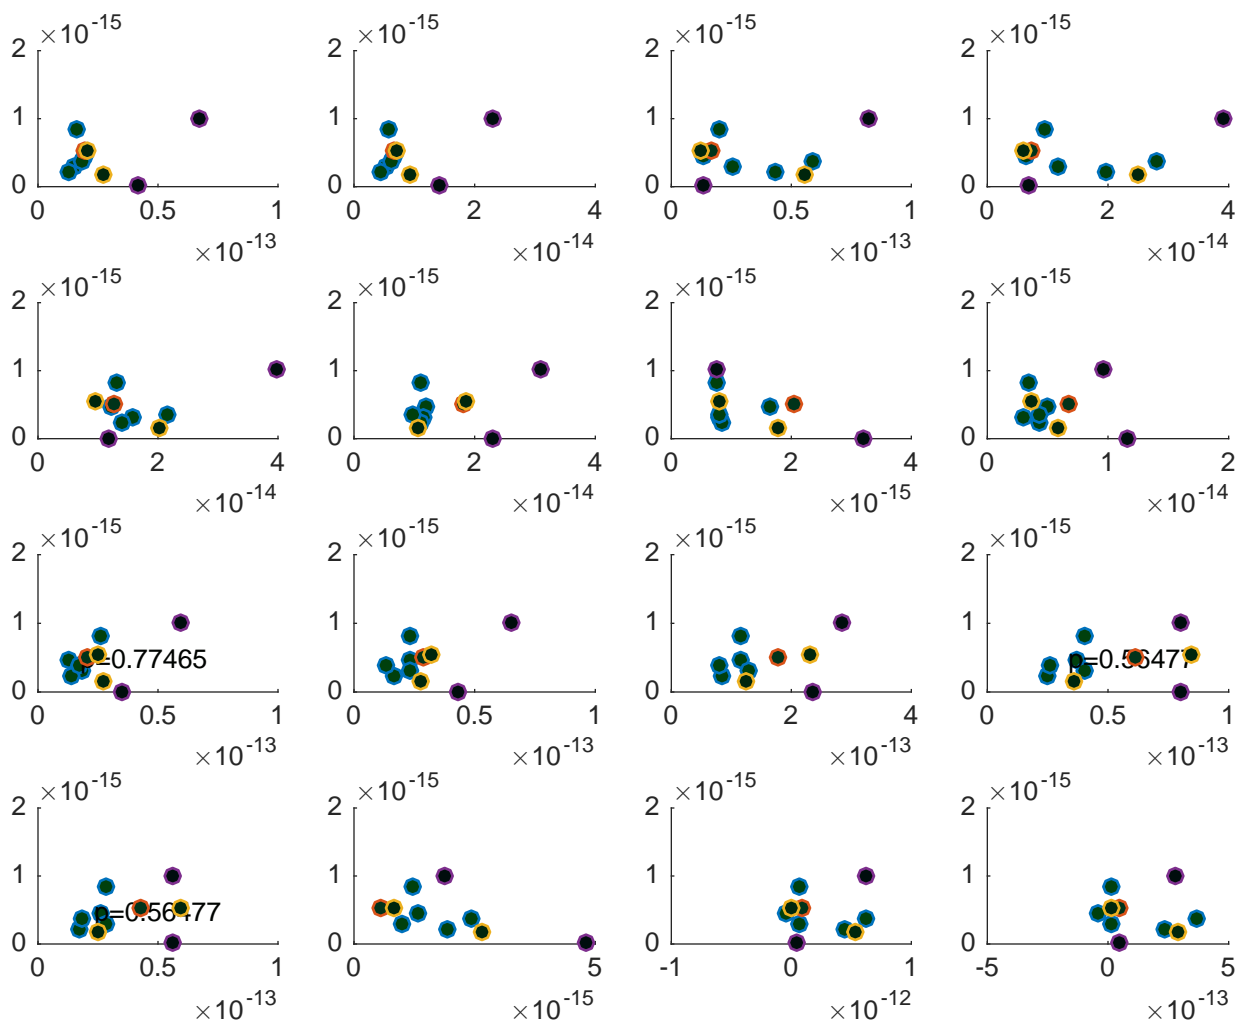 ×10-15 ×10-15 ×10-15 ×10-15
2 2 2 2
1 1 1 1
0 0 0 0
0 0.5 1 0 2 4 0 0.5 1 0 2 4
×10-13 ×10-14 ×10-13 ×10-14
×10-15 ×10-15 ×10-15 ×10-15
2 2 2 2
1 1 1 1
0 0 0 0
0 2 4 0 2 4 0 2 4 0 1 2
×10-14 ×10-14 ×10-15 ×10-14
×10-15 ×10-15 ×10-15 ×10-15
2 2 2 2
1 1 1 1
p=0.77465 p=0.56477
0 0 0 0
0 0.5 1 0 0.5 1 0 2 4 0 0.5 1
×10-13 ×10-13 ×10-13 ×10-13
×10-15 ×10-15 ×10-15 ×10-15
2 2 2 2
1 1 1 1
p=0.56477
0 0 0 0
0 0.5 1 0 5 -1 0 1 -5 0 5
×10-13 ×10-15 ×10-12 ×10-13